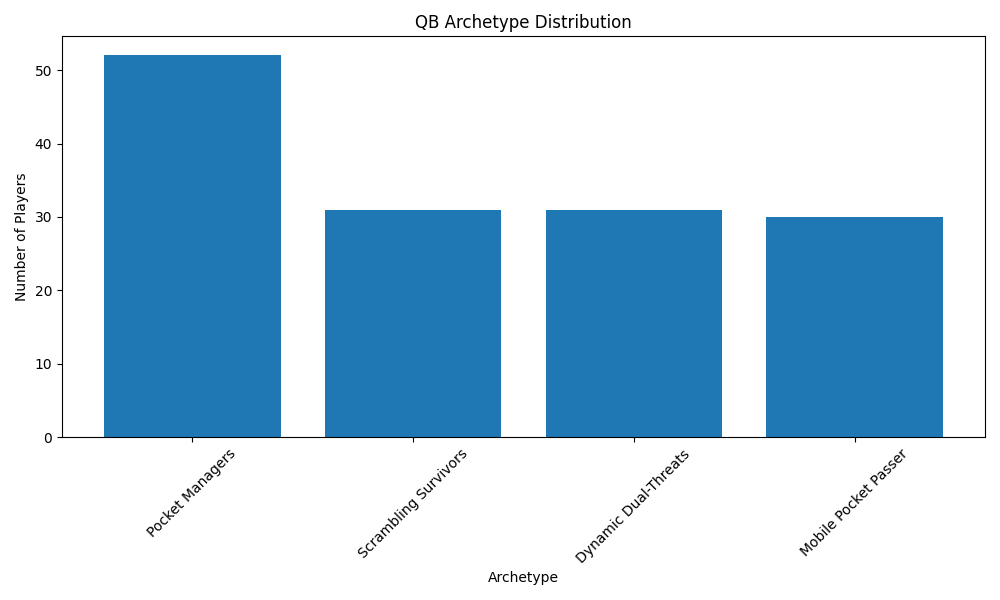 QB Archetype Distribution
Number of Players
50
40
30
20
10
0
Pocket Managers
Scrambling Survivors
Dynamic Dual-Threats
Mobile Pocket Passer
Archetype